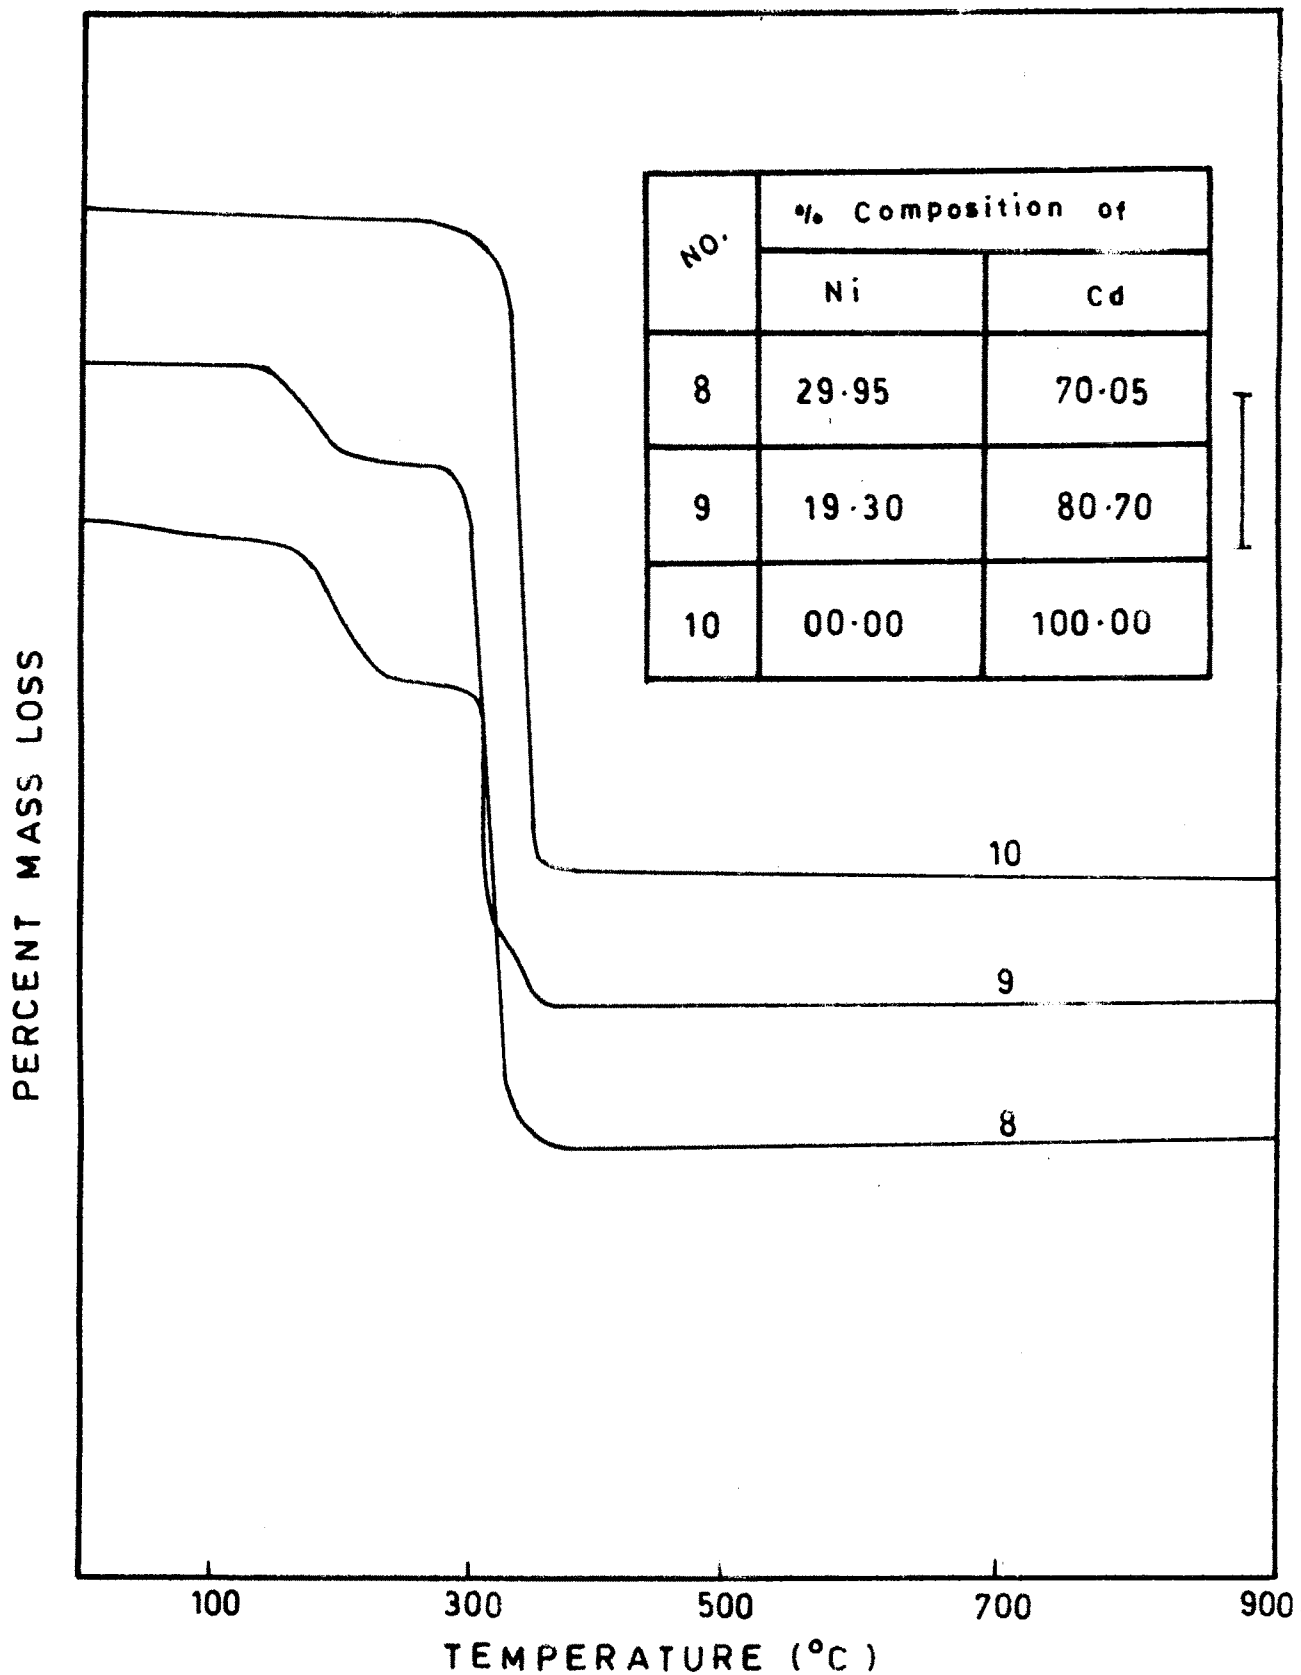 NO.
% Composition of
Ni Cd
8 29.95 70.05
9 19.30 80.70
10 00.00 100.00
PERCENT MASS LOSS
10
9
8
100 300 500 700 900
TEMPERATURE (°C)